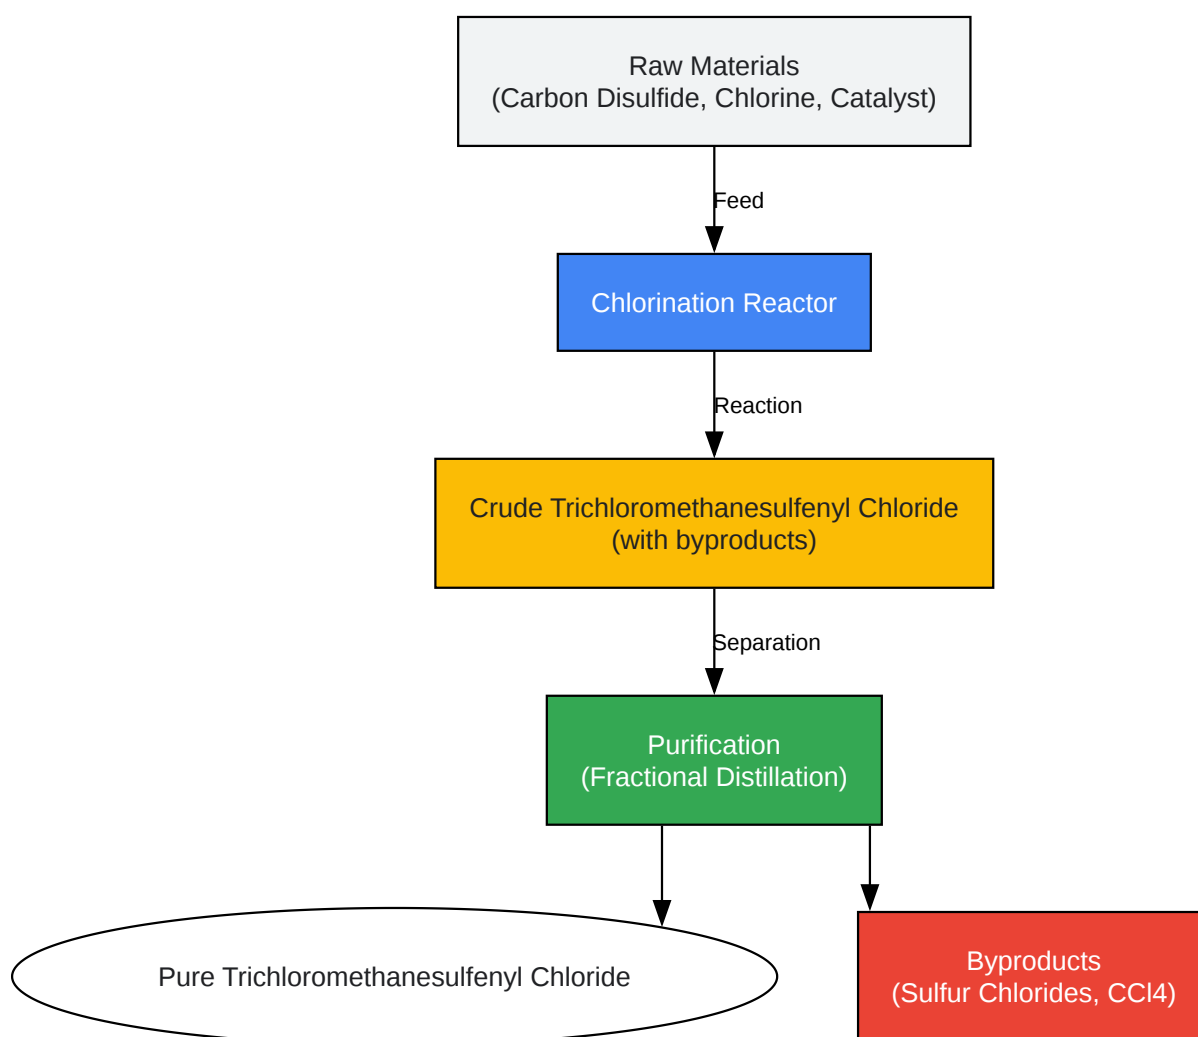 Raw Materials
(Carbon Disulfide, Chlorine, Catalyst)
Feed
Chlorination Reactor
Reaction
Crude Trichloromethanesulfenyl Chloride
(with byproducts)
Separation
Purification
(Fractional Distillation)
Pure Trichloromethanesulfenyl Chloride
Byproducts
(Sulfur Chlorides, CCl4)